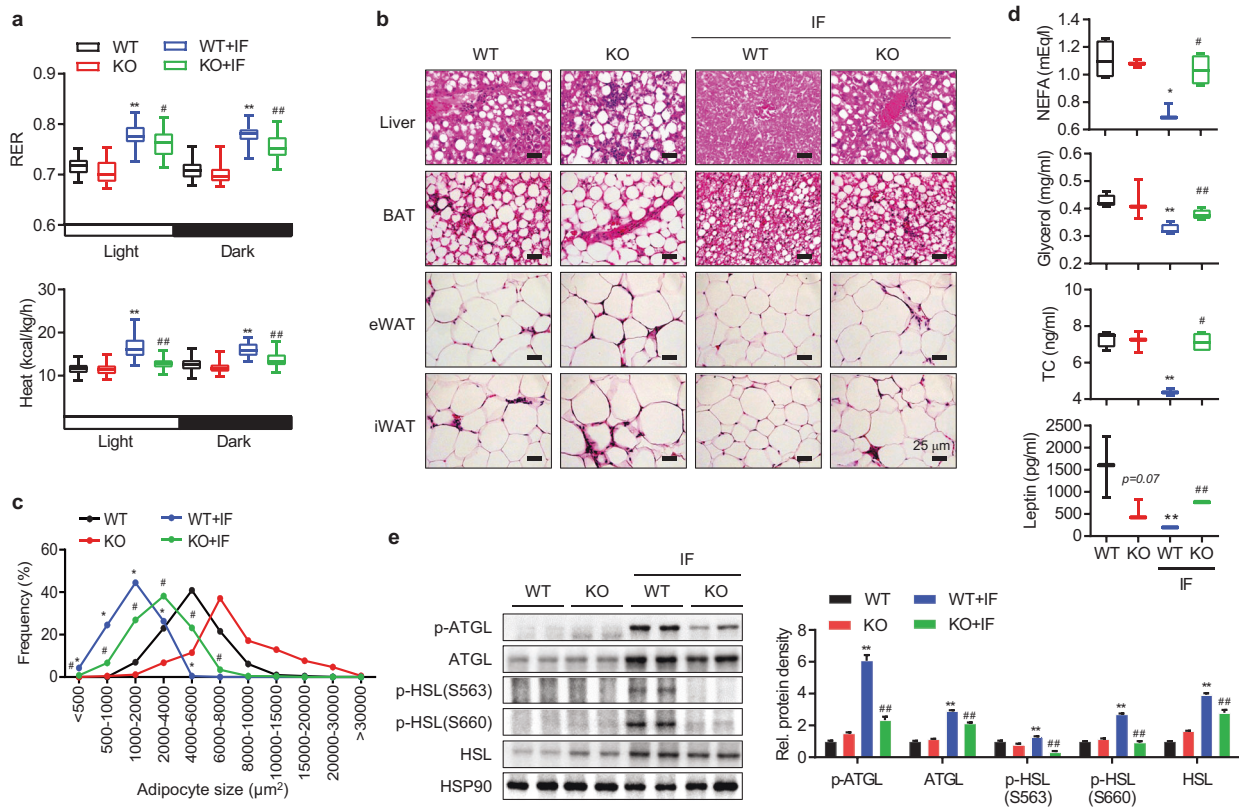 a
WT
WT+IF
KO
KO+IF
0.9
0.8
0.7
0.6
RER
**
#
**
##
Light
Dark
30
20
10
0
Heat (kcal/kg/h)
**
##
**
##
Light
Dark
b
IF
WT
KO
WT
KO
Liver
BAT
eWAT
iWAT
25 μm
c
WT
WT+IF
KO
KO+IF
60
40
20
0
Frequency (%)
# * * # * # * # * # * #
<500
500-1000
1000-2000
2000-4000
4000-6000
6000-8000
8000-10000
10000-15000
15000-20000
20000-30000
>30000
Adipocyte size (μm²)
d
NEFA (mEq/l)
1.4
1.2
1.0
0.8
0.6
*
#
Glycerol (mg/ml)
0.6
0.5
0.4
0.3
0.2
**
##
TC (ng/ml)
10
8
6
4
**
#
Leptin (pg/ml)
2500
2000
1500
1000
500
0
p=0.07
**
##
WT KO WT KO
IF
e
IF
WT KO WT KO
p-ATGL
ATGL
p-HSL(S563)
p-HSL(S660)
HSL
HSP90
WT
WT+IF
KO
KO+IF
Rel. protein density
8
6
4
2
0
**
##
**
##
**
##
**
##
**
##
p-ATGL
ATGL
p-HSL
(S563)
p-HSL
(S660)
HSL